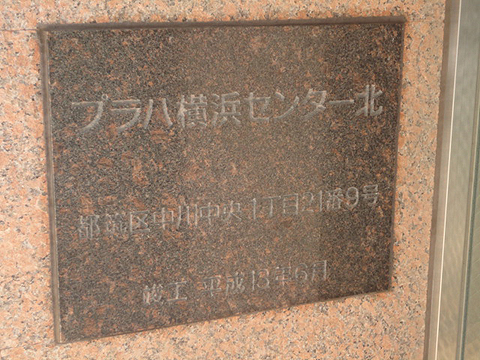 プラハ横浜センター北
都筑区中川中央1丁目21番9号
竣工 平成13年6月